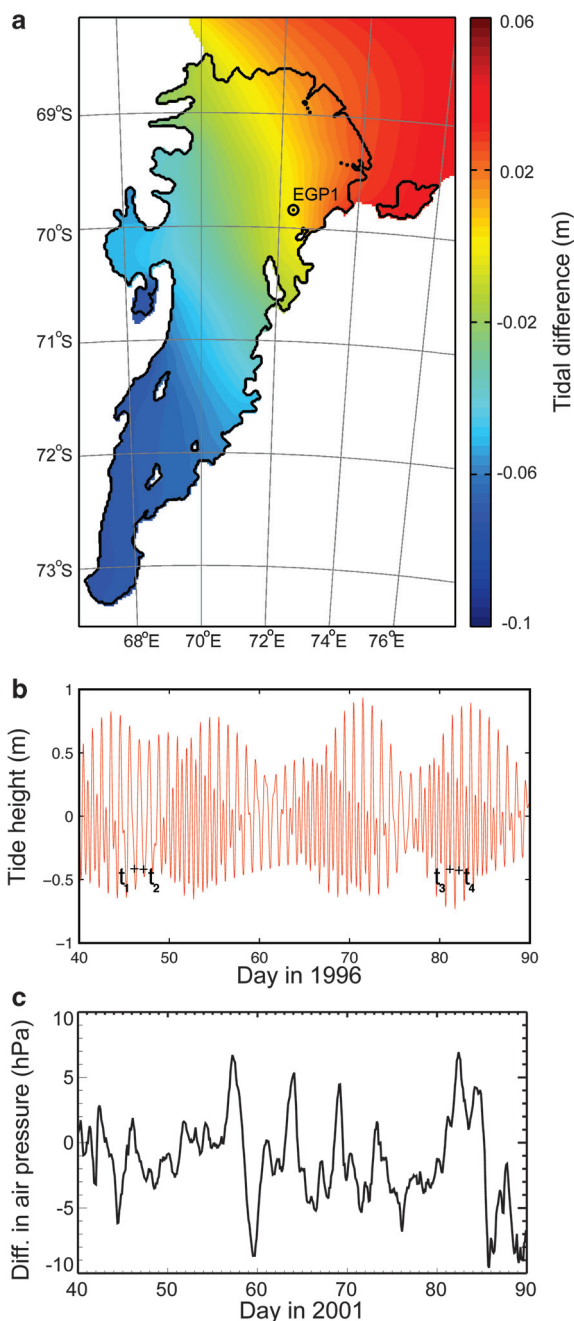 a
0.06
0.02
-0.02
-0.06
-0.1
Tidal difference (m)
69°S
70°S
71°S
72°S
73°S
EGP1
68°E 70°E 72°E 74°E 76°E
b
1
0.5
0
-0.5
-1
Tide height (m)
t1 t2 t3 t4
40 50 60 70 80 90
Day in 1996
c
10
5
0
-5
-10
Diff. in air pressure (hPa)
40 50 60 70 80 90
Day in 2001